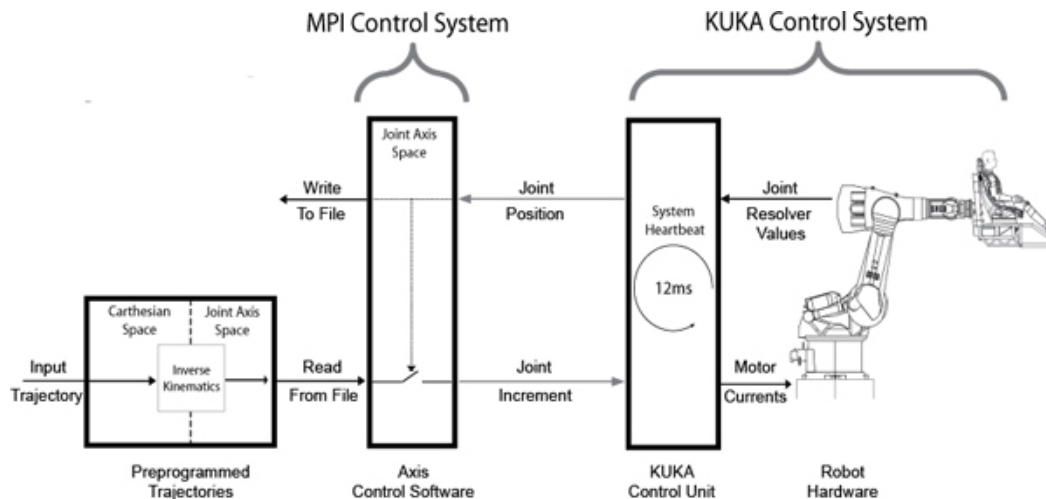 MPI Control System
KUKA Control System
Joint Axis
Space
Write
To File
Joint
Position
System
Heartbeat
12ms
Joint
Resolver
Values
Carthesian
Space
Joint Axis
Space
Input
Trajectory
Inverse
Kinematics
Read
From File
Joint
Increment
Motor
Currents
Preprogrammed
Trajectories
Axis
Control Software
KUKA
Control Unit
Robot
Hardware